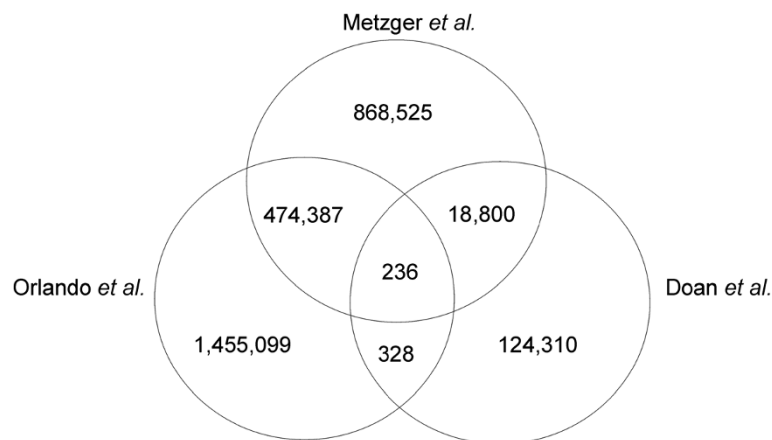 Metzger et al.
868,525
474,387
18,800
236
Orlando et al.
Doan et al.
1,455,099
328
124,310